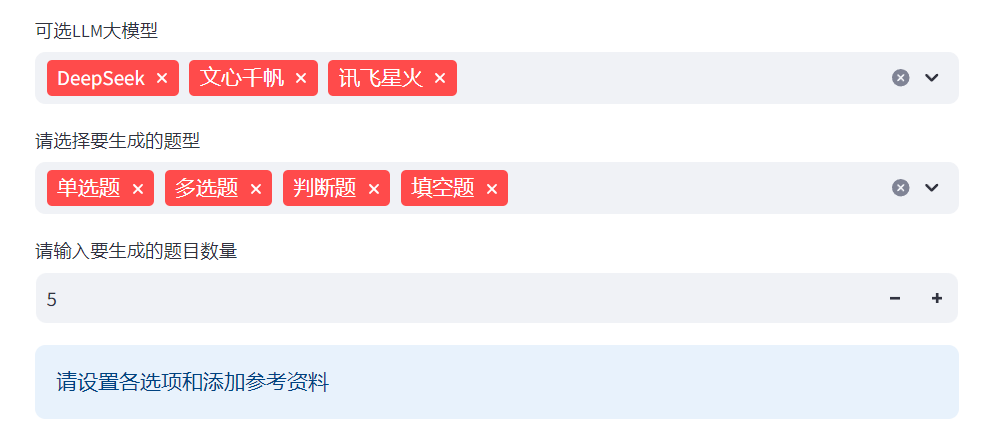 可选LLM大模型
DeepSeek 文心千帆 讯飞星火
请选择要生成的题型
单选题 多选题 判断题 填空题
请输入要生成的题目数量
5
请设置各选项和添加参考资料